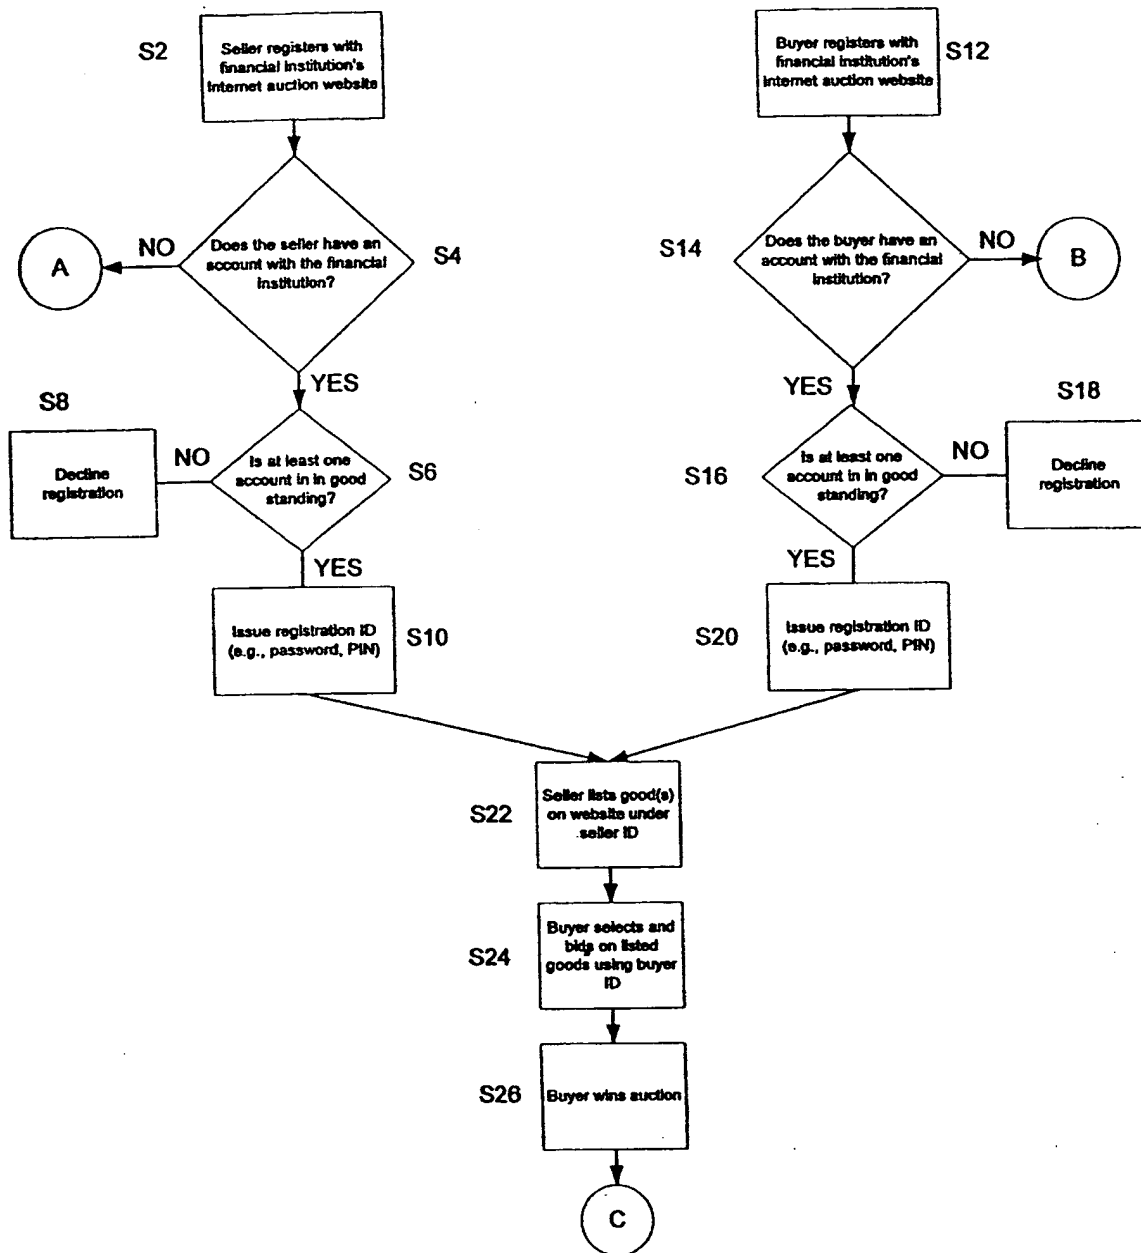 S2
Seller registers with
financial institution's
Internet auction website
Buyer registers with
financial institution's
Internet auction website
S12
A
NO
Does the seller have an
account with the financial
institution?
S4
S14
Does the buyer have an
account with the financial
institution?
NO
B
YES
YES
S8
S18
Decline
registration
NO
Is at least one
account in in good
standing?
S6
S16
Is at least one
account in in good
standing?
NO
Decline
registration
YES
YES
Issue registration ID
(e.g., password, PIN)
S10
S20
Issue registration ID
(e.g., password, PIN)
S22
Seller lists good(s)
on website under
seller ID
S24
Buyer selects and
bids on listed
goods using buyer
ID
S26
Buyer wins auction
C